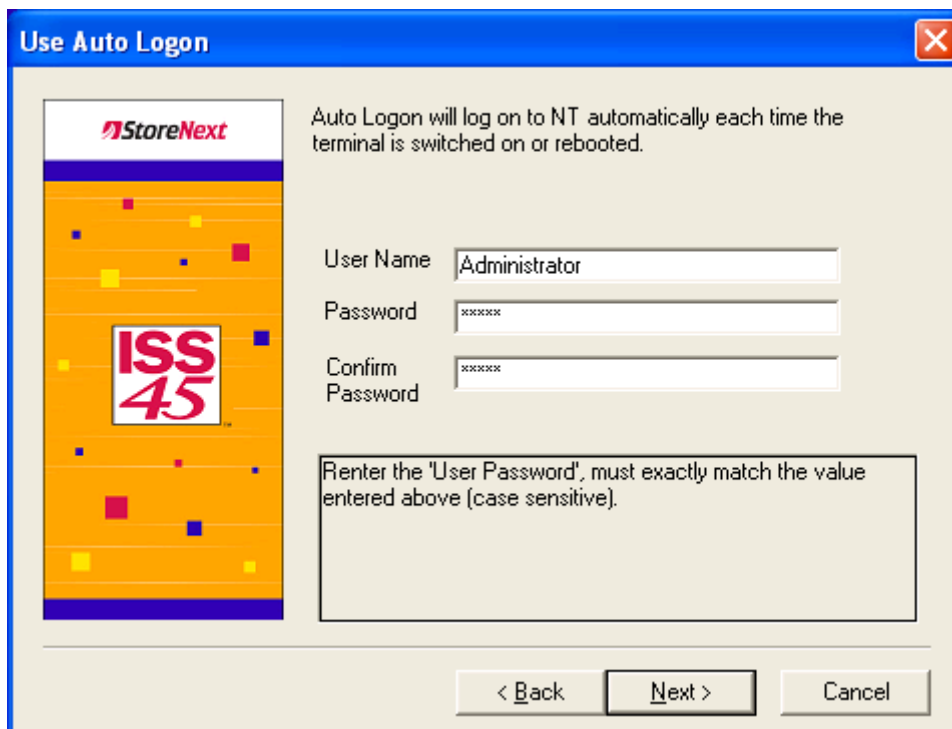 Use Auto Logon
StoreNext
Auto Logon will log on to NT automatically each time the
terminal is switched on or rebooted.
User Name
Administrator
Password
*****
Confirm
Password
*****
ISS
45
Renter the 'User Password', must exactly match the value
entered above (case sensitive).
< Back
Next >
Cancel